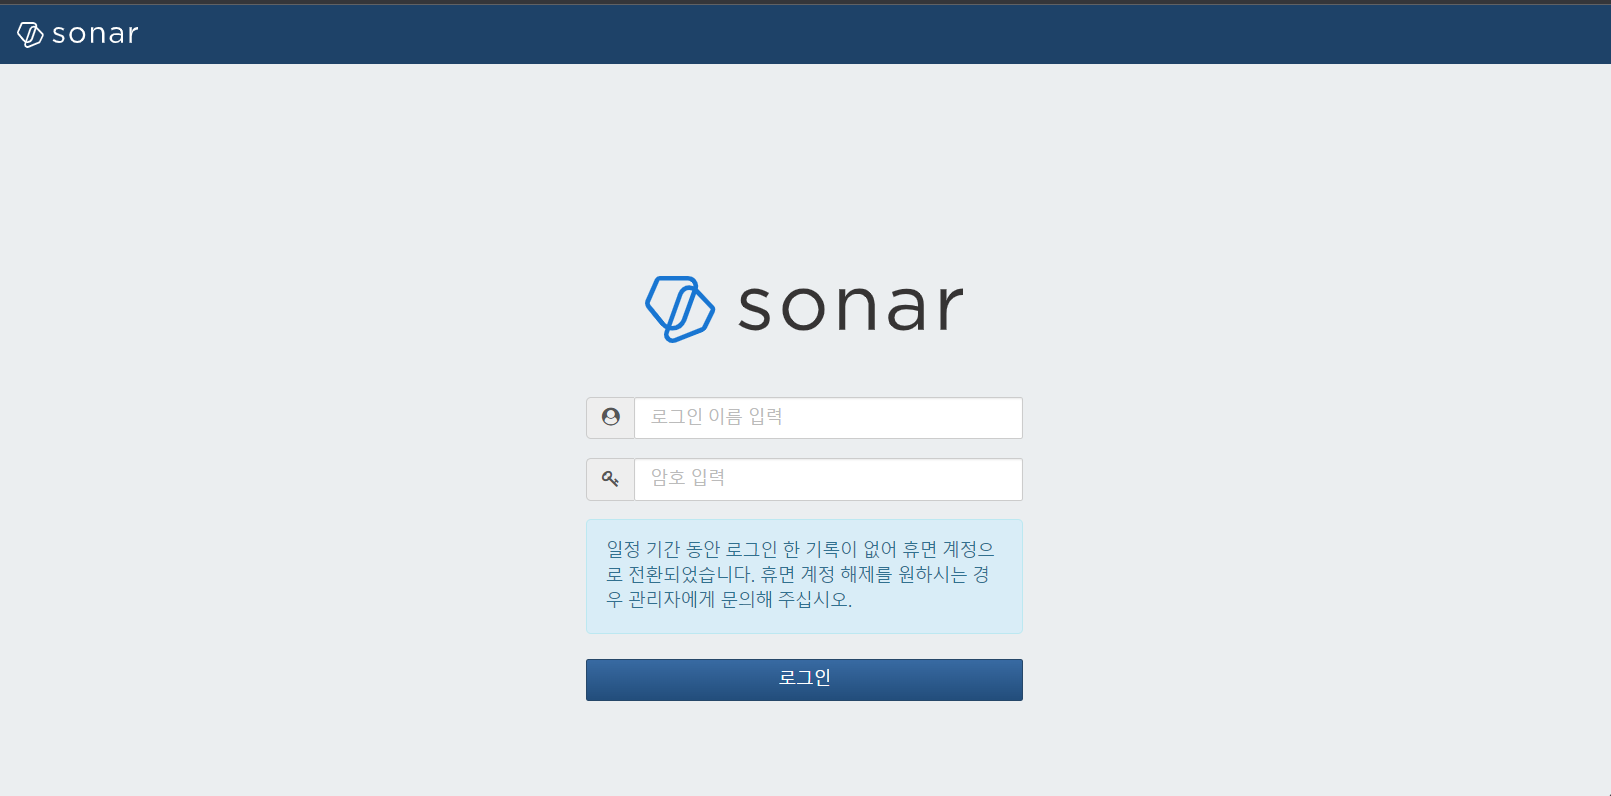 sonar
sonar
로그인 이름 입력
암호 입력
일정 기간 동안 로그인 한 기록이 없어 휴면 계정으
로 전환되었습니다. 휴면 계정 해제를 원하시는 경
우 관리자에게 문의해 주십시오.
로그인